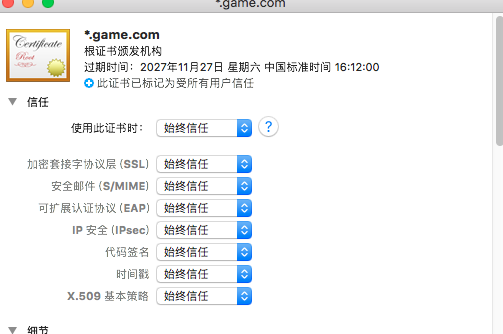 *.game.com
Certificate
Root
*.game.com
根证书颁发机构
过期时间：2027年11月27日 星期六 中国标准时间 16:12:00
此证书已标记为受所有用户信任
信任
使用此证书时： 始终信任 ?
加密套接字协议层 (SSL) 始终信任
安全邮件 (S/MIME) 始终信任
可扩展认证协议 (EAP) 始终信任
IP 安全 (IPsec) 始终信任
代码签名 始终信任
时间戳 始终信任
X.509 基本策略 始终信任
细节